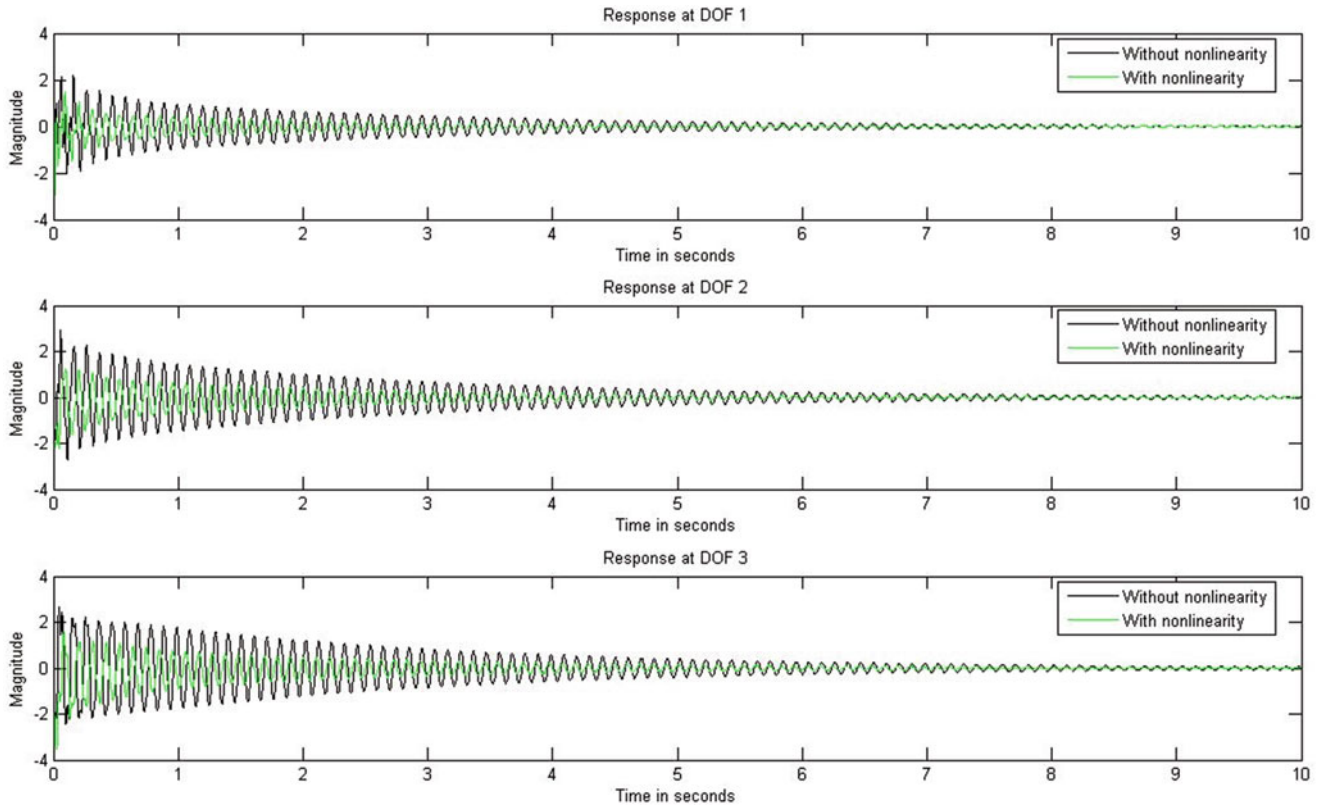 Response at DOF 1
4
2
0
-2
-4
Magnitude
Without nonlinearity
With nonlinearity
0 1 2 3 4 5 6 7 8 9 10
Time in seconds
Response at DOF 2
4
2
0
-2
-4
Magnitude
Without nonlinearity
With nonlinearity
0 1 2 3 4 5 6 7 8 9 10
Time in seconds
Response at DOF 3
4
2
0
-2
-4
Magnitude
Without nonlinearity
With nonlinearity
0 1 2 3 4 5 6 7 8 9 10
Time in seconds